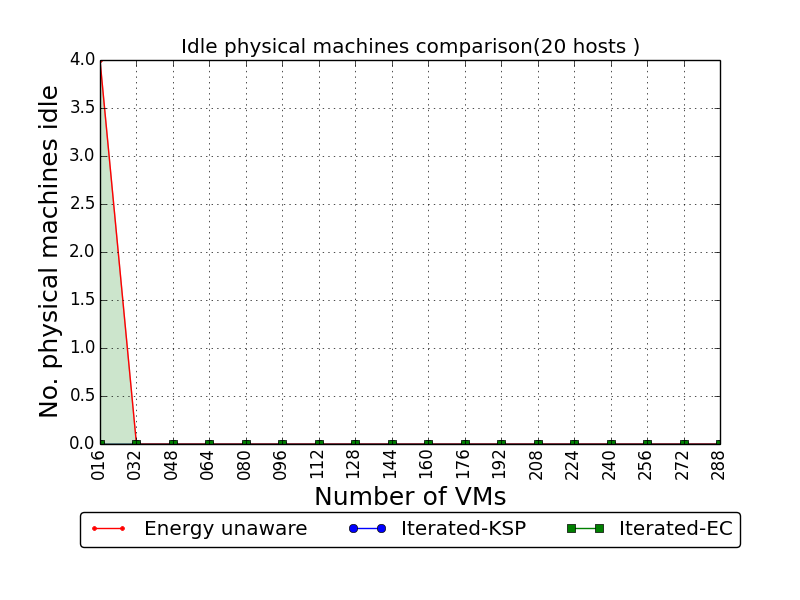 Idle physical machines comparison(20 hosts )
No. physical machines idle
4.0
3.5
3.0
2.5
2.0
1.5
1.0
0.5
0.0
016 032 048 064 080 096 112 128 144 160 176 192 208 224 240 256 272 288
Number of VMs
Energy unaware Iterated-KSP Iterated-EC